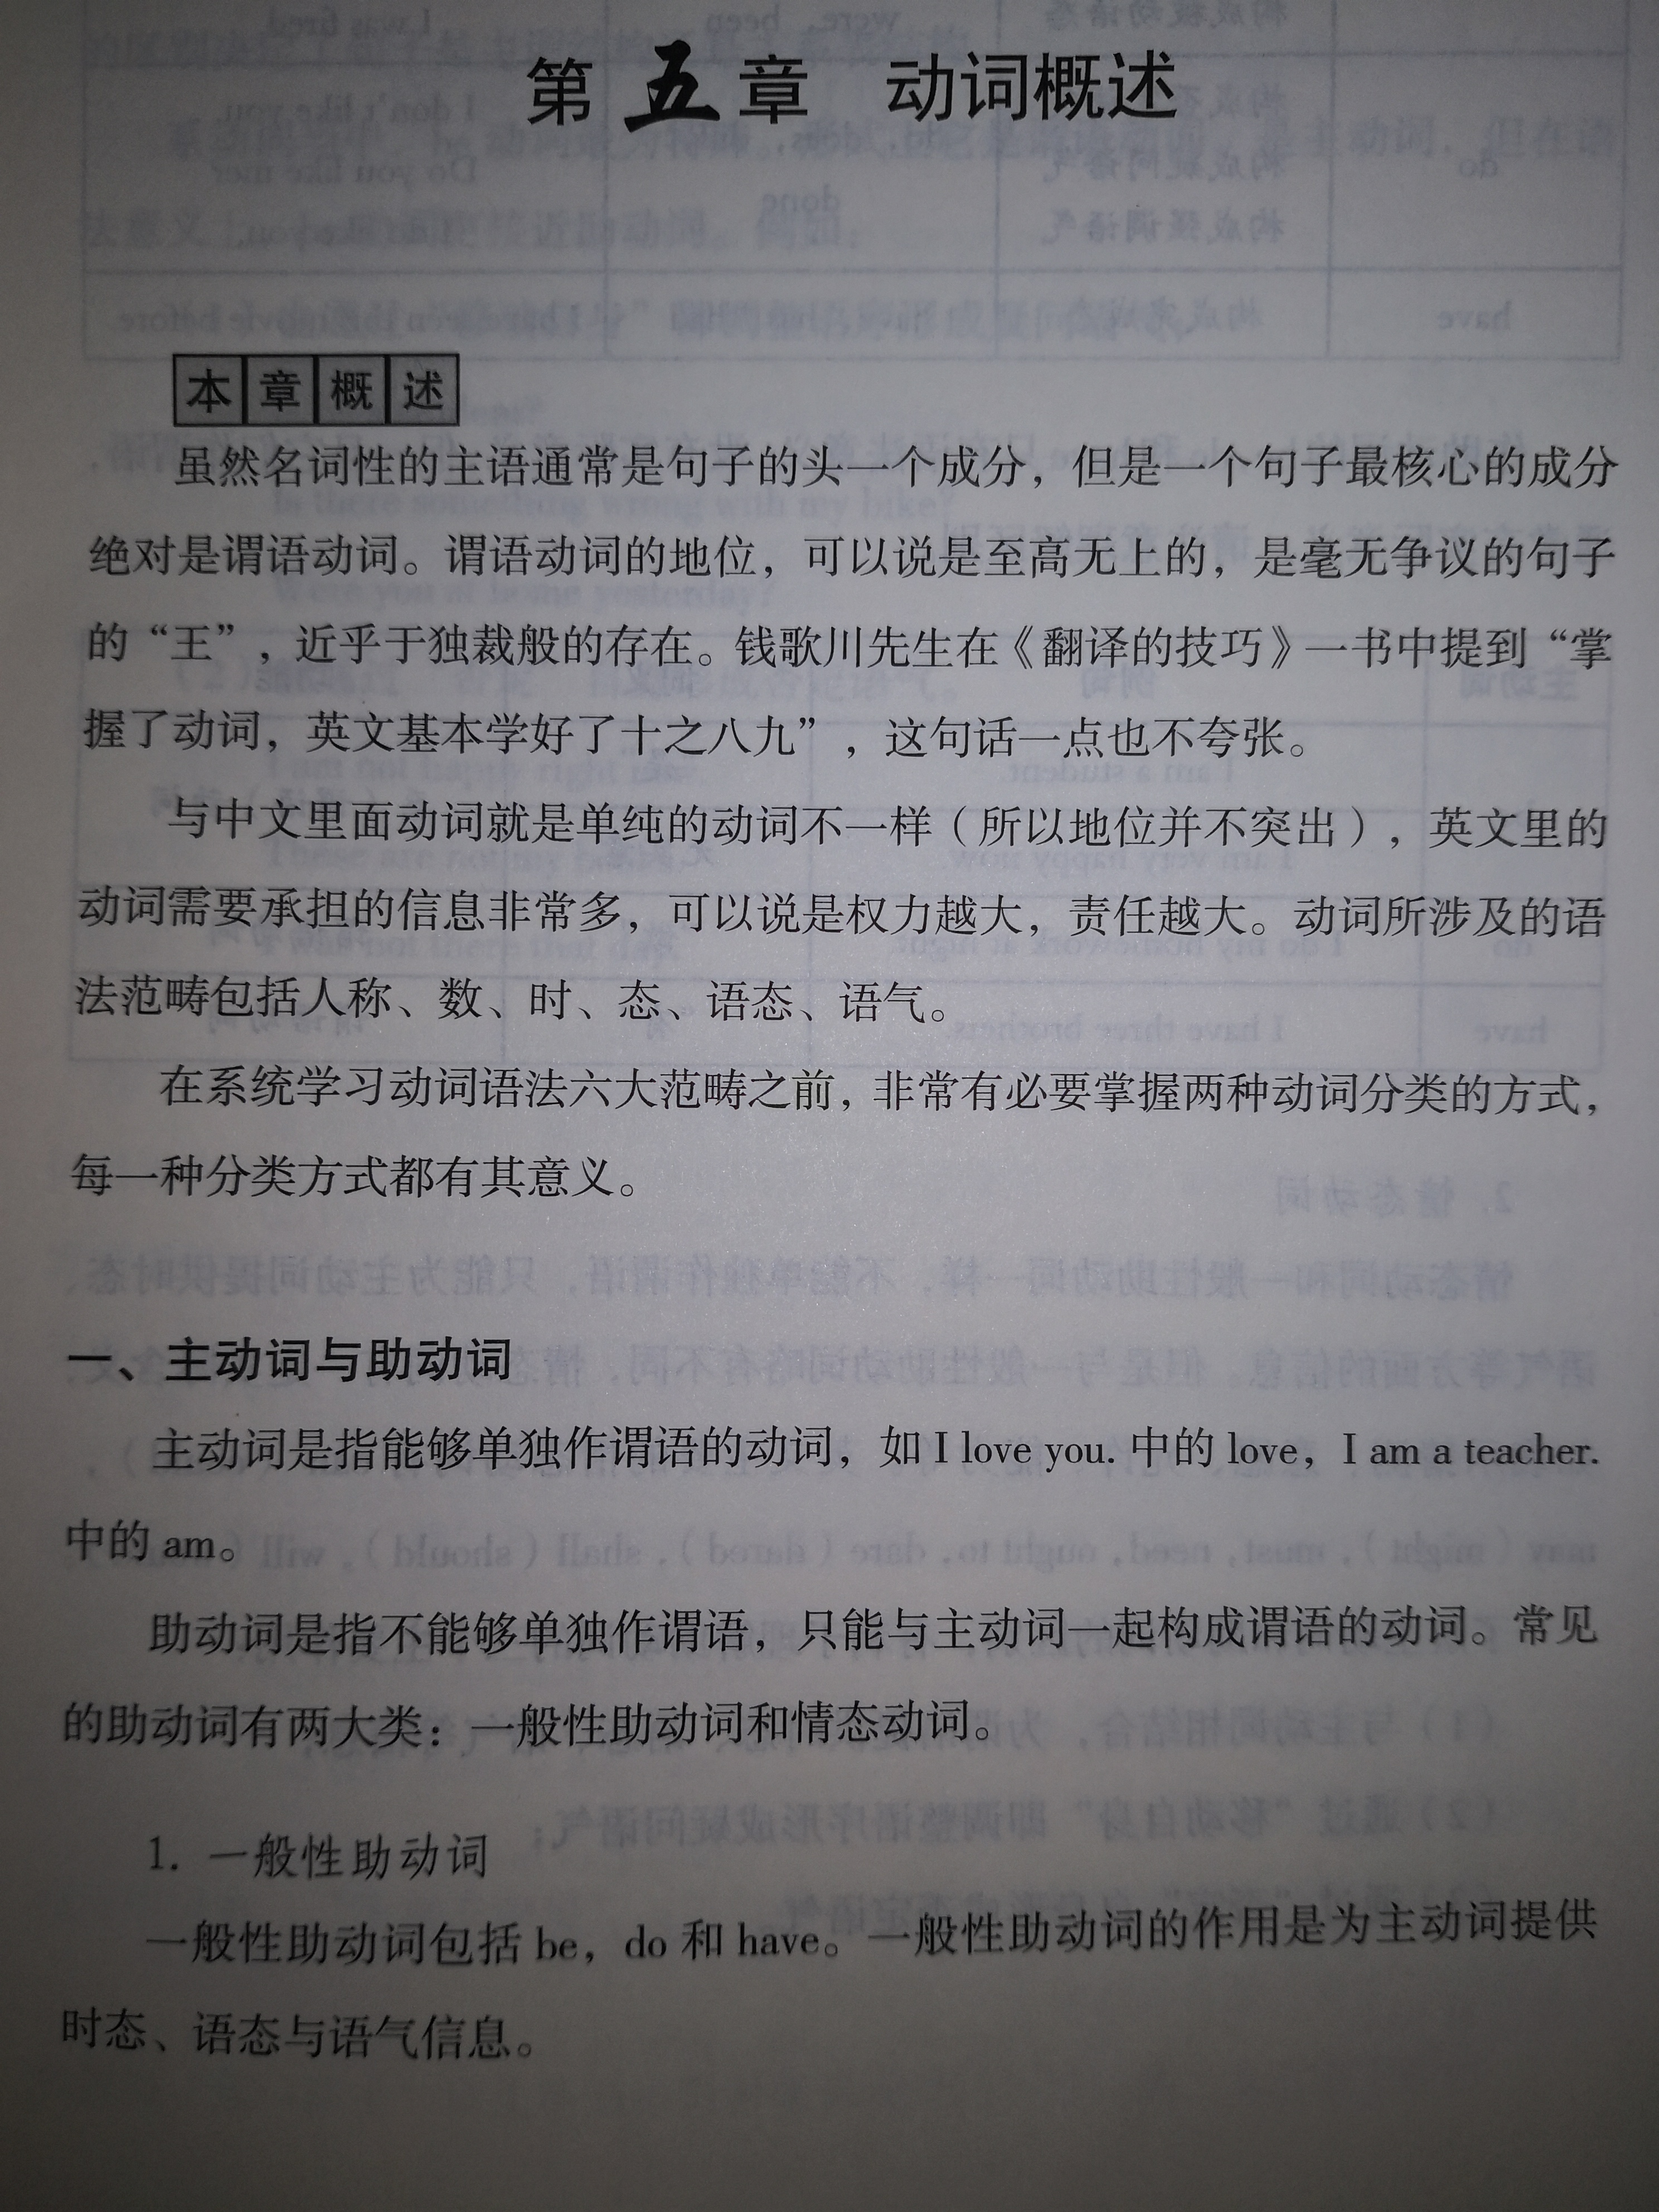 第五章 动词概述
本章概述
虽然名词性的主语通常是句子的头一个成分，但是一个句子最核心的成分
绝对是谓语动词。谓语动词的地位，可以说是至高无上的，是毫无争议的句子
的“王”，近乎于独裁般的存在。钱歌川先生在《翻译的技巧》一书中提到“掌
握了动词，英文基本学好了十之八九”，这句话一点也不夸张。
与中文里面动词就是单纯的动词不一样（所以地位并不突出），英文里的
动词需要承担的信息非常多，可以说是权力越大，责任越大。动词所涉及的语
法范畴包括人称、数、时、态、语态、语气。
在系统学习动词语法六大范畴之前，非常有必要掌握两种动词分类的方式，
每一种分类方式都有其意义。
一、主动词与助动词
主动词是指能够单独作谓语的动词，如 I love you. 中的 love，I am a teacher.
中的 am。
助动词是指不能够单独作谓语，只能与主动词一起构成谓语的动词。常见
的助动词有两大类：一般性助动词和情态动词。
1. 一般性助动词
一般性助动词包括 be，do 和 have。一般性助动词的作用是为主动词提供
时态、语态与语气信息。